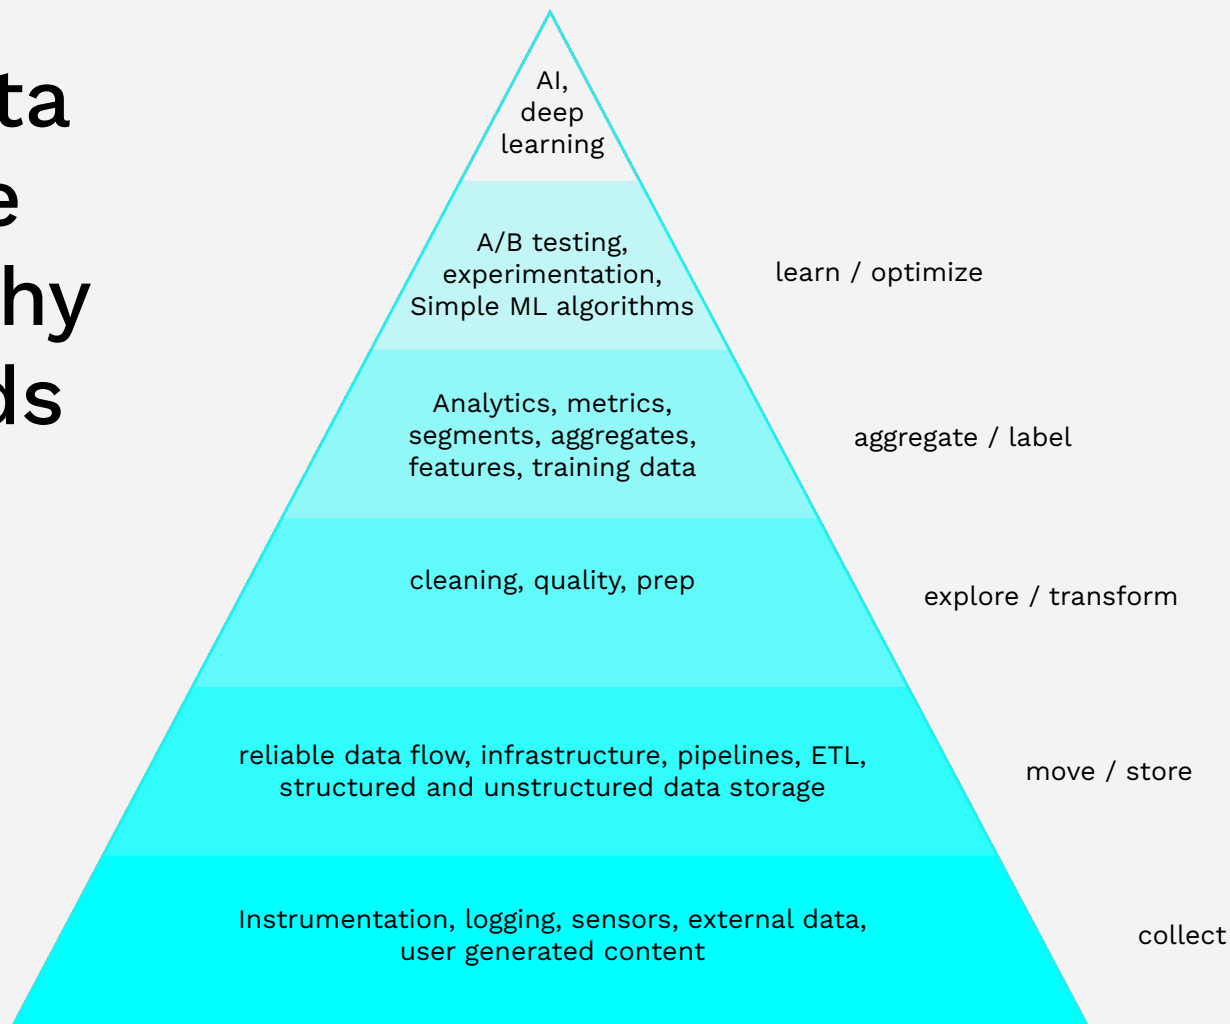 ta
e
hy
ds
AI,
deep
learning
A/B testing,
experimentation,
Simple ML algorithms
learn / optimize
Analytics, metrics,
segments, aggregates,
features, training data
aggregate / label
cleaning, quality, prep
explore / transform
reliable data flow, infrastructure, pipelines, ETL,
structured and unstructured data storage
move / store
Instrumentation, logging, sensors, external data,
user generated content
collect